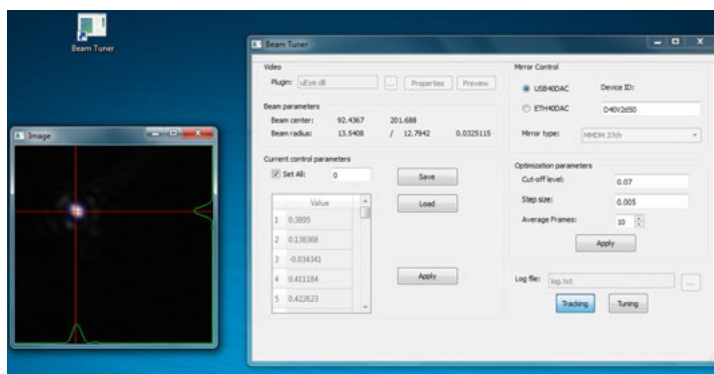 Beam Tuner
Image
Beam Tuner
Video
Plugin: uEye.dll ... Properties Preview
Beam parameters
Beam center: 92.4367 201.688
Beam radius: 13.5408 / 12.7942 0.0325115
Current control parameters
Set All: 0 Save
Value Load
1 0.3895
2 0.138368
3 -0.034341
4 0.411184 Apply
5 0.422623
Mirror Control
USB40DAC Device ID:
ETH40DAC D40V2d50
Mirror type: MMDM 37ch
Optimization parameters
Cut-off level: 0.07
Step size: 0.005
Average Frames: 10
Apply
Log file: log.txt ...
Tracking Tuning